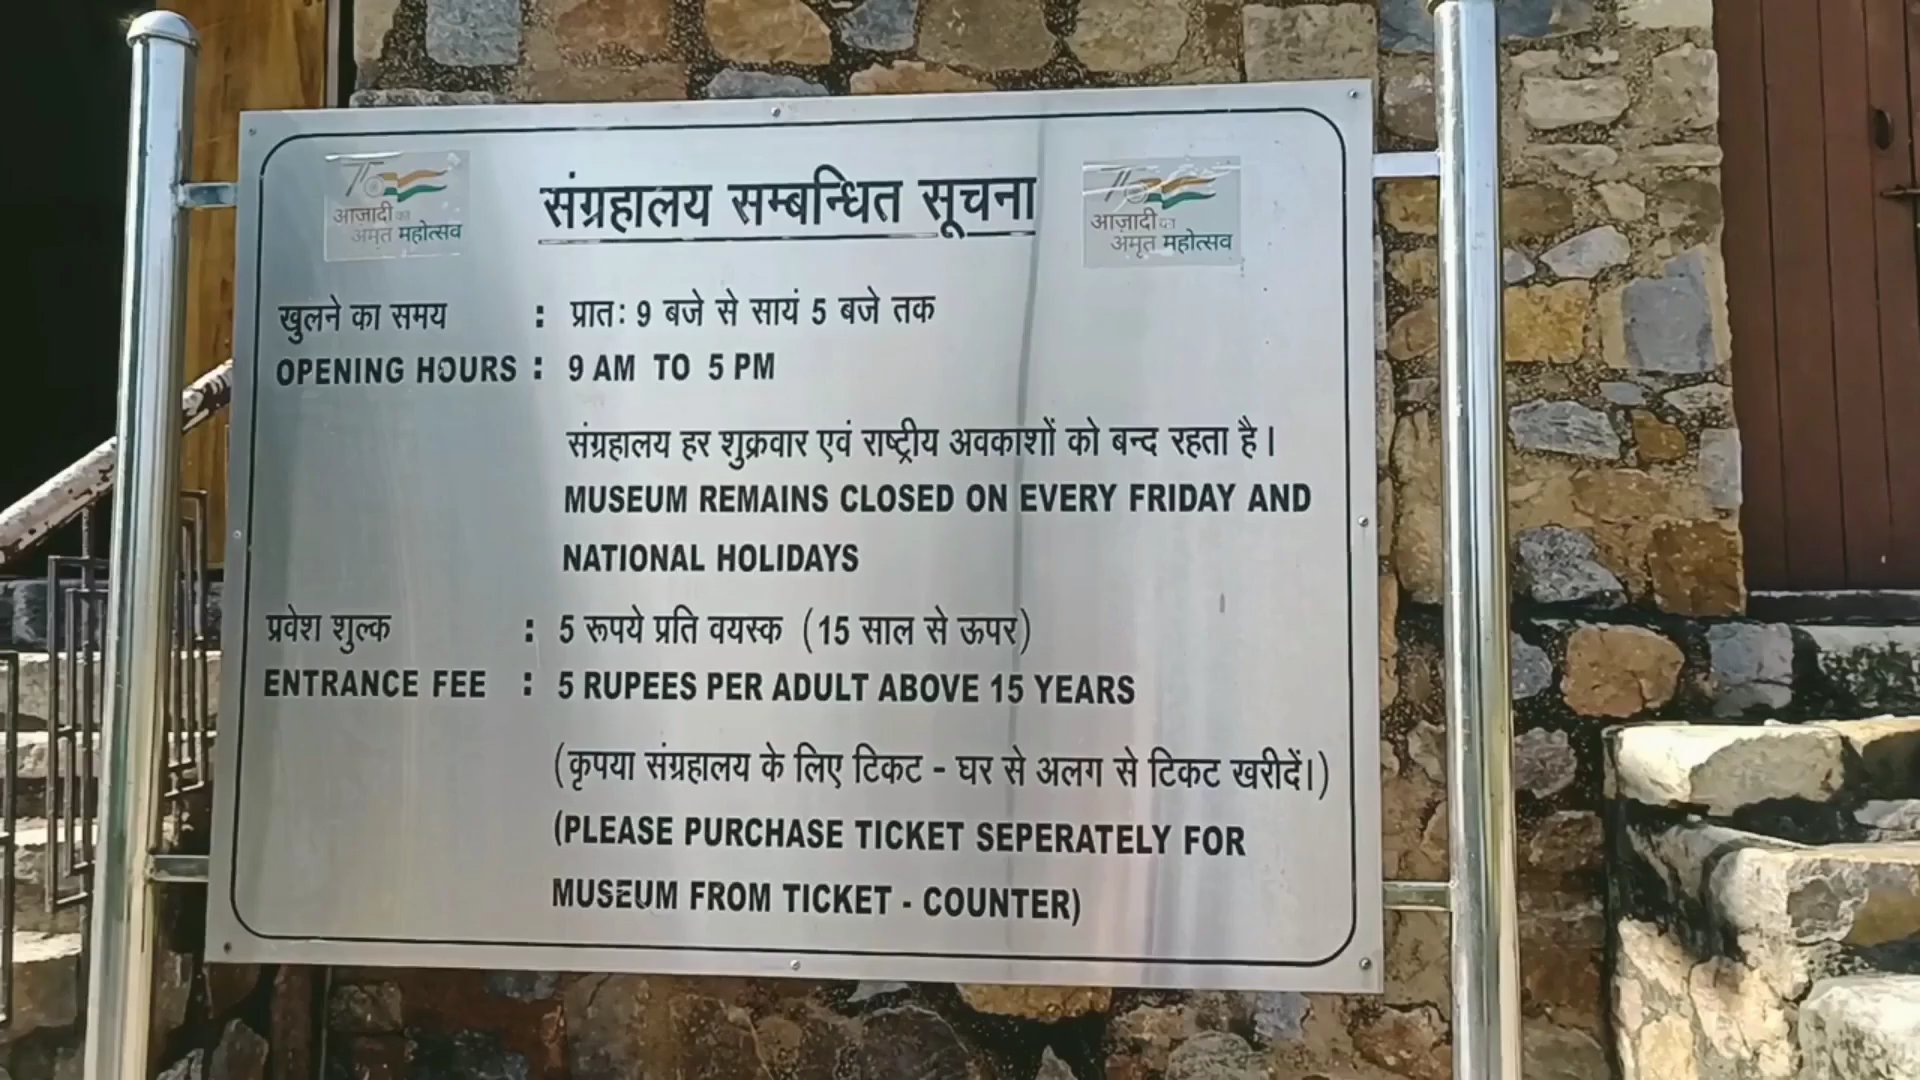 75
आज़ादी का
अमृत महोत्सव
संग्रहालय सम्बन्धित सूचना
75
आज़ादी का
अमृत महोत्सव
खुलने का समय : प्रातः 9 बजे से सायं 5 बजे तक
OPENING HOURS : 9 AM TO 5 PM
संग्रहालय हर शुक्रवार एवं राष्ट्रीय अवकाशों को बन्द रहता है।
MUSEUM REMAINS CLOSED ON EVERY FRIDAY AND
NATIONAL HOLIDAYS
प्रवेश शुल्क : 5 रूपये प्रति वयस्क (15 साल से ऊपर)
ENTRANCE FEE : 5 RUPEES PER ADULT ABOVE 15 YEARS
(कृपया संग्रहालय के लिए टिकट - घर से अलग से टिकट खरीदें।)
(PLEASE PURCHASE TICKET SEPERATELY FOR
MUSEUM FROM TICKET - COUNTER)